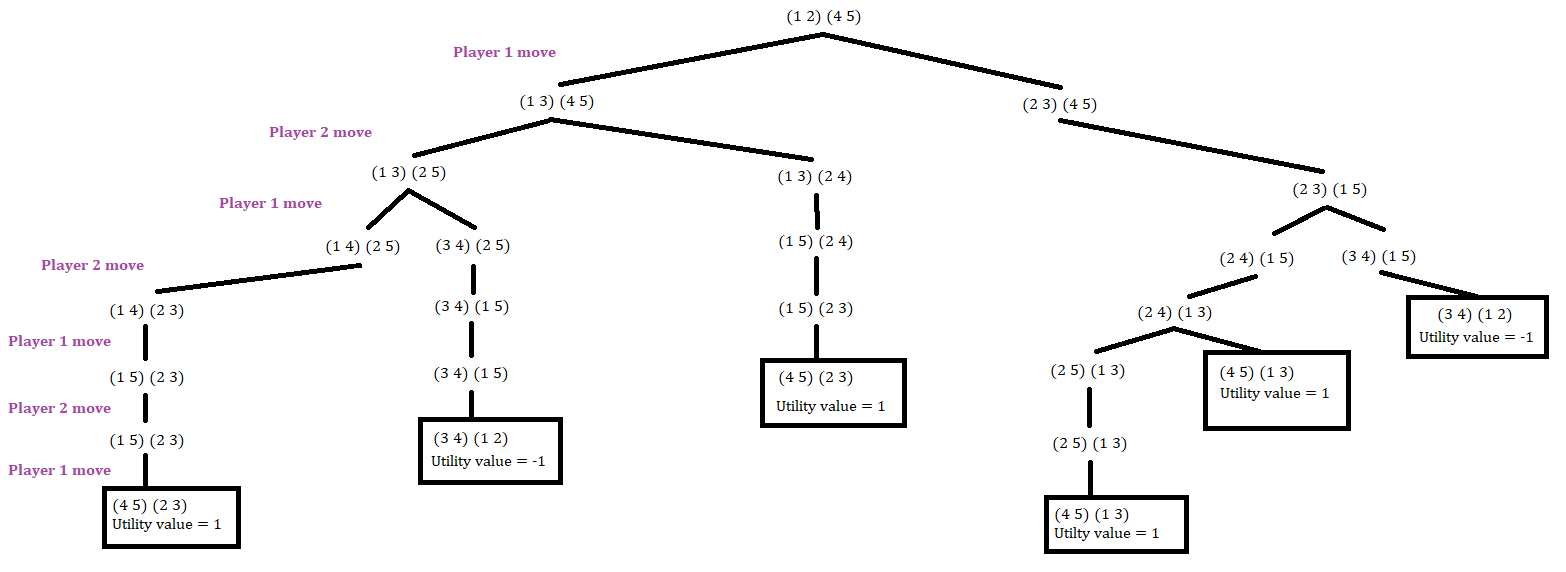 (1 2) (4 5)
Player 1 move
(1 3) (4 5)
(2 3) (4 5)
Player 2 move
(1 3) (2 5)
(1 3) (2 4)
(2 3) (1 5)
Player 1 move
(1 4) (2 5)
(3 4) (2 5)
(1 5) (2 4)
(2 4) (1 5)
(3 4) (1 5)
Player 2 move
(1 4) (2 3)
(3 4) (1 5)
(1 5) (2 3)
(2 4) (1 3)
(3 4) (1 2)
Utility value = -1
Player 1 move
(1 5) (2 3)
(3 4) (1 5)
(4 5) (2 3)
Utility value = 1
(2 5) (1 3)
(4 5) (1 3)
Utility value = 1
Player 2 move
(1 5) (2 3)
(3 4) (1 2)
Utility value = -1
(2 5) (1 3)
Player 1 move
(4 5) (2 3)
Utility value = 1
(4 5) (1 3)
Utilty value = 1